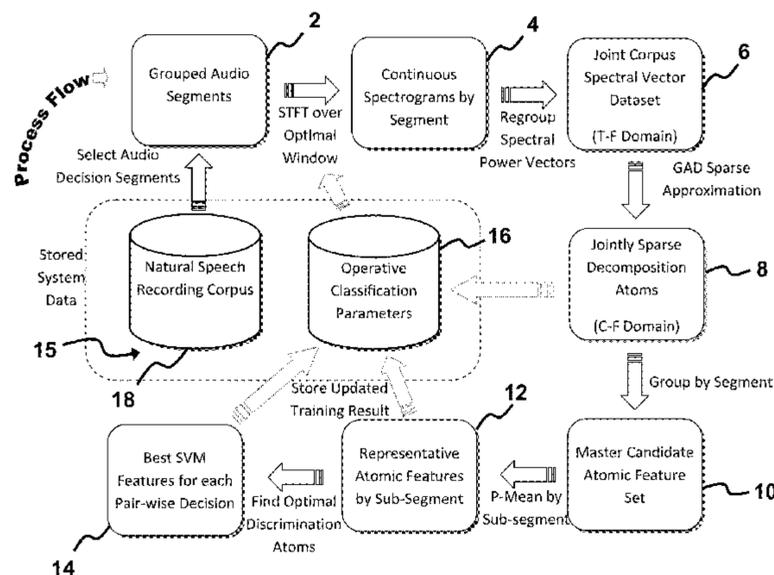 Process Flow
2
Grouped Audio
Segments
STFT over
Optimal
Window
4
Continuous
Spectrograms by
Segment
Regroup
Spectral
Power Vectors
6
Joint Corpus
Spectral Vector
Dataset
(T-F Domain)
GAD Sparse
Approximation
Select Audio
Decision Segments
Stored
System
Data
15
Natural Speech
Recording Corpus
18
16
Operative
Classification
Parameters
8
Jointly Sparse
Decomposition
Atoms
(C-F Domain)
Group by Segment
Store Updated
Training Result
14
Best SVM
Features for each
Pair-wise Decision
Find Optimal
Discrimination
Atoms
12
Representative
Atomic Features
by Sub-Segment
P-Mean by
Sub-segment
10
Master Candidate
Atomic Feature
Set